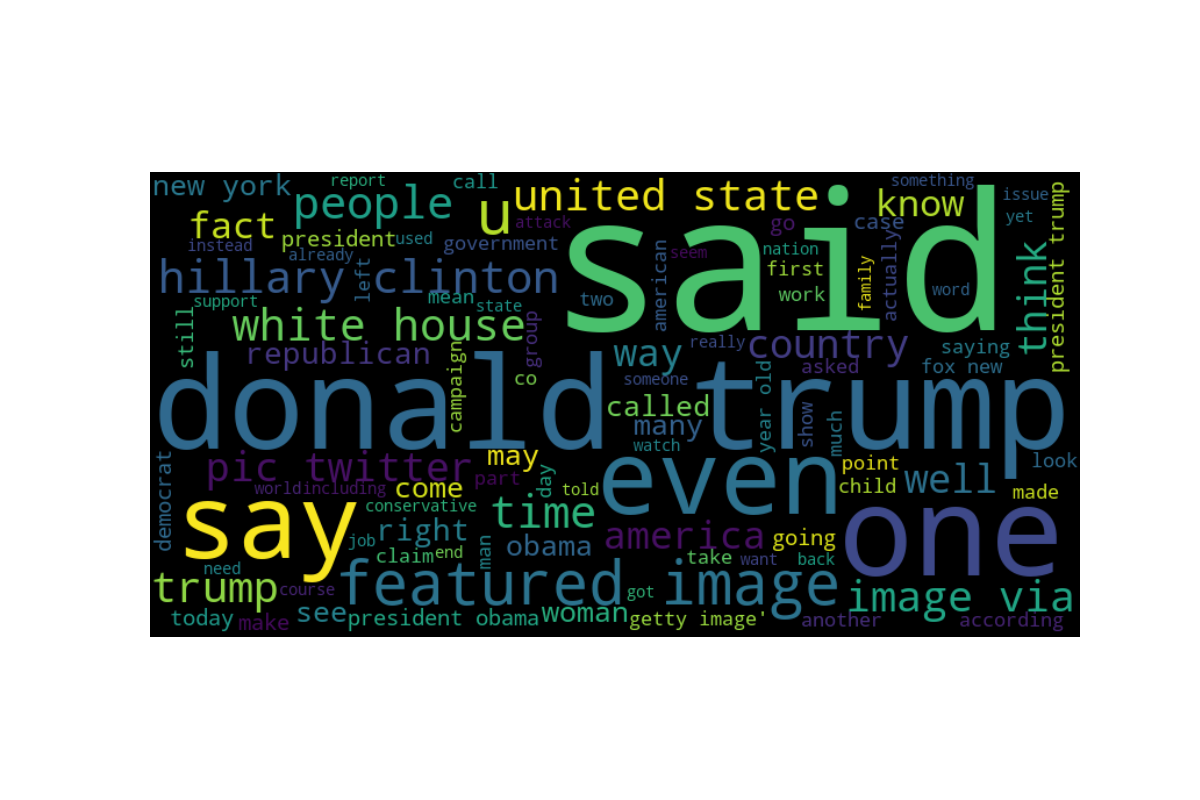 new york
report
call
united state
something
issue
people
u
said
know
yet
president trump
fact
attack
go
case
president
used
government
instead
already
nation
actually
hillary clinton
left
american
seem
first
family
think
support
mean
state
two
work
word
still
white house
group
way
really
country
saying
republican
campaign
co
someone
asked
fox new
donald trump
called
many
year old
show
much
watch
pic twitter
may
even
point
well
look
democrat
world
including
come
part
day
told
child
made
say
conservative
time
one
right
job
claim
end
man
obama
america
going
need
take
want
back
trump
course
featured image
got
image via
today
make
see
president obama
woman
getty image'
another
according